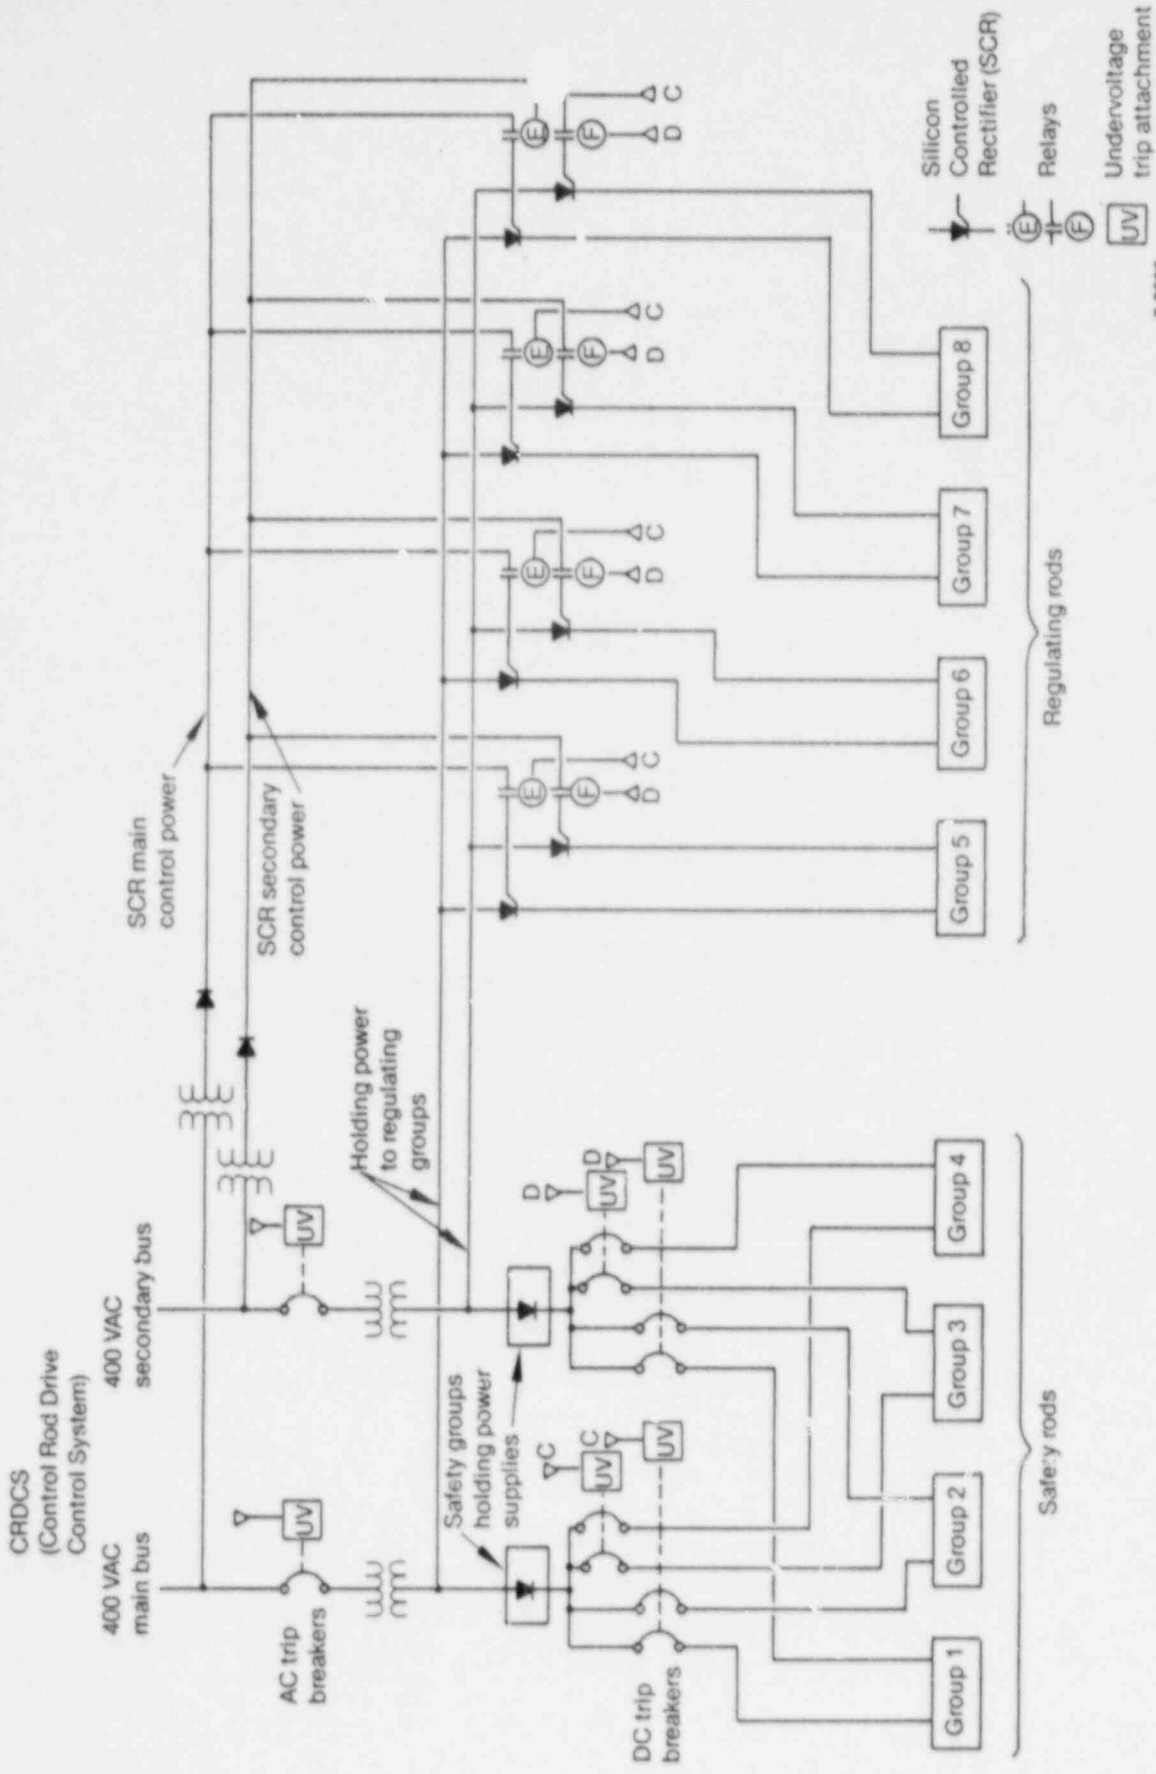 CRDCS
(Control Rod Drive
Control System)
400 VAC
main bus
400 VAC
secondary bus
SCR main
control power
SCR secondary
control power
AC trip
breakers
UV
UV
Holding power
to regulating
groups
Safety groups
holding power
supplies
DC trip
breakers
C
UV
C
UV
D
UV
D
UV
E
F
D
C
E
F
D
C
E
F
D
C
E
F
D
C
Group 1
Group 2
Group 3
Group 4
Safety rods
Group 5
Group 6
Group 7
Group 8
Regulating rods
Silicon
Controlled
Rectifier (SCR)
E
F
Relays
UV
Undervoltage
trip attachment